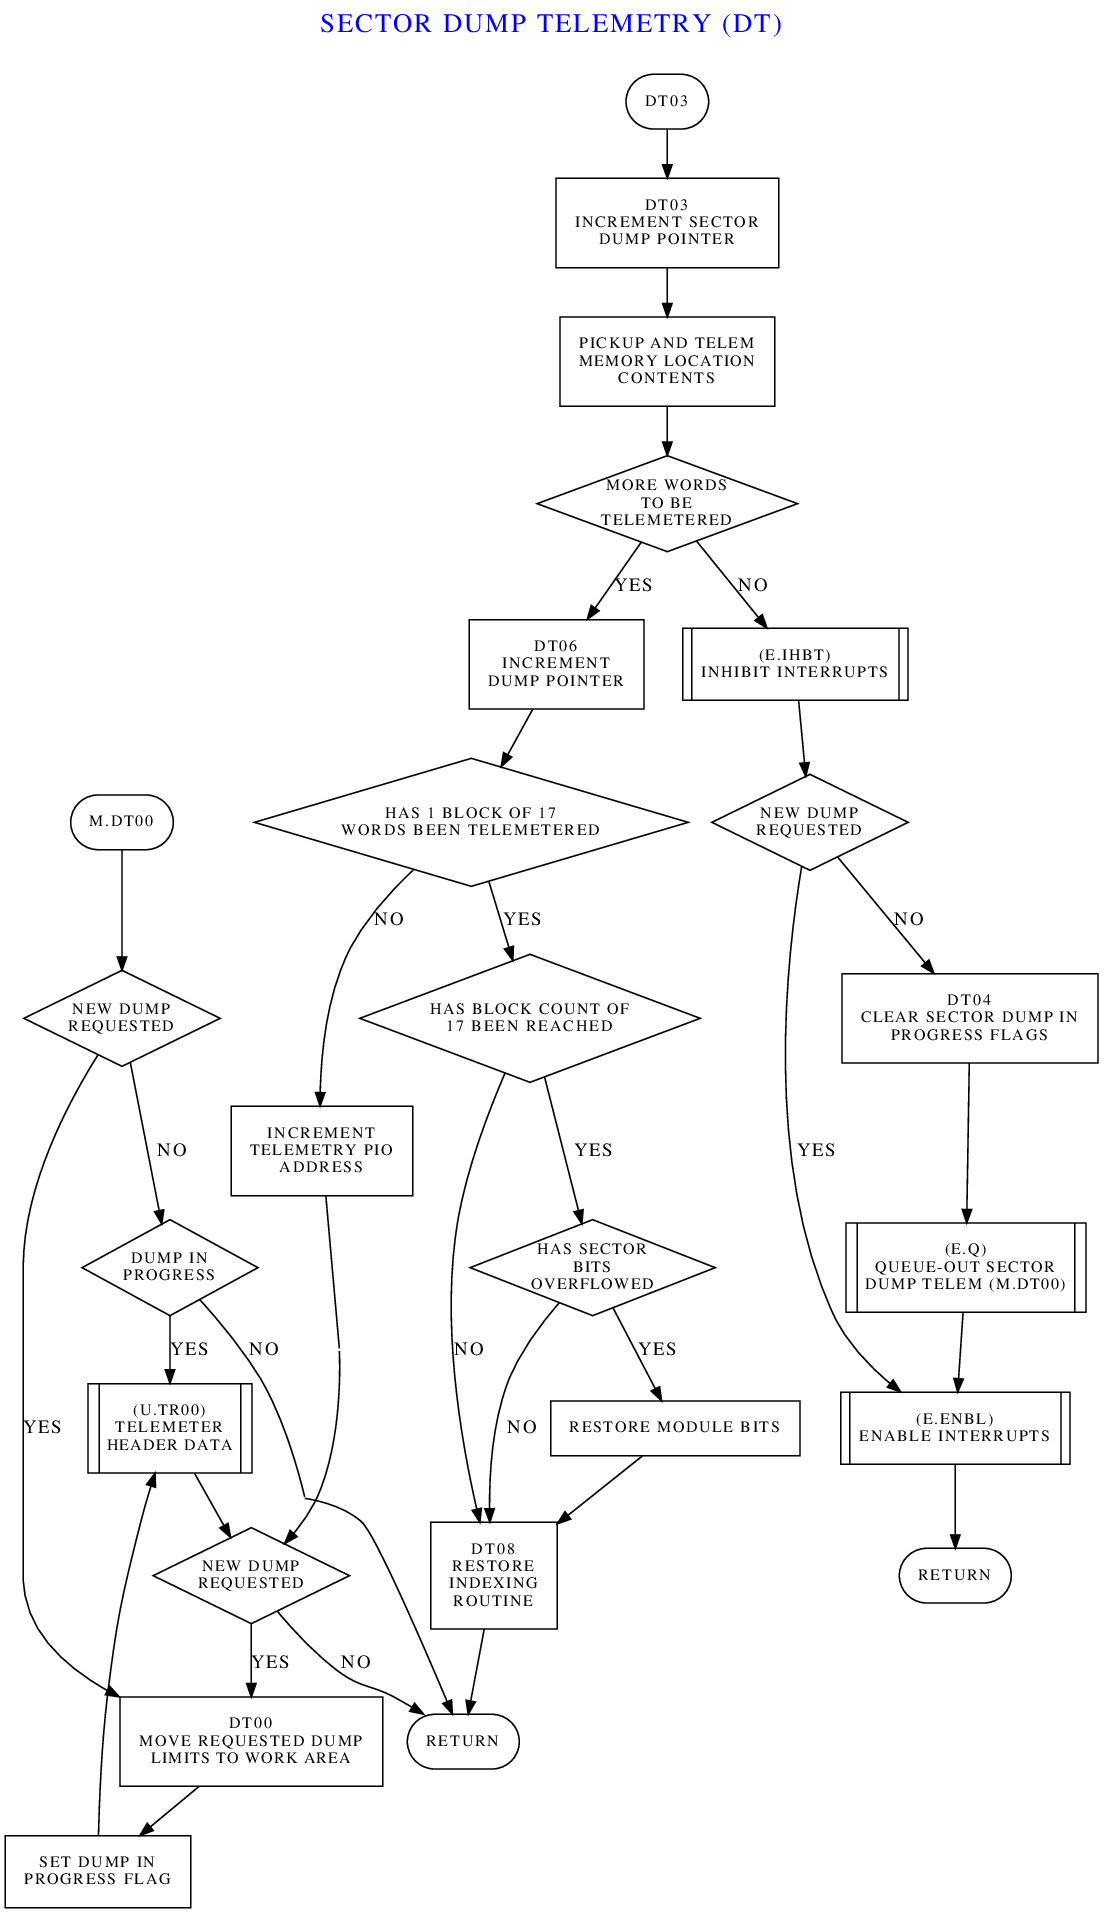 SECTOR DUMP TELEMETRY (DT)
DT03
DT03
INCREMENT SECTOR
DUMP POINTER
PICKUP AND TELEM
MEMORY LOCATION
CONTENTS
MORE WORDS
TO BE
TELEMETERED
YES
NO
DT06
INCREMENT
DUMP POINTER
(E.IHBT)
INHIBIT INTERRUPTS
HAS 1 BLOCK OF 17
WORDS BEEN TELEMETERED
NEW DUMP
REQUESTED
M.DT00
NO
YES
NO
NEW DUMP
REQUESTED
HAS BLOCK COUNT OF
17 BEEN REACHED
DT04
CLEAR SECTOR DUMP IN
PROGRESS FLAGS
NO
INCREMENT
TELEMETRY PIO
ADDRESS
YES
YES
DUMP IN
PROGRESS
HAS SECTOR
BITS
OVERFLOWED
(E.Q)
QUEUE-OUT SECTOR
DUMP TELEM (M.DT00)
YES
NO
NO
YES
YES
(U.TR00)
TELEMETER
HEADER DATA
NO
RESTORE MODULE BITS
(E.ENBL)
ENABLE INTERRUPTS
NEW DUMP
REQUESTED
DT08
RESTORE
INDEXING
ROUTINE
RETURN
YES
NO
DT00
MOVE REQUESTED DUMP
LIMITS TO WORK AREA
RETURN
SET DUMP IN
PROGRESS FLAG